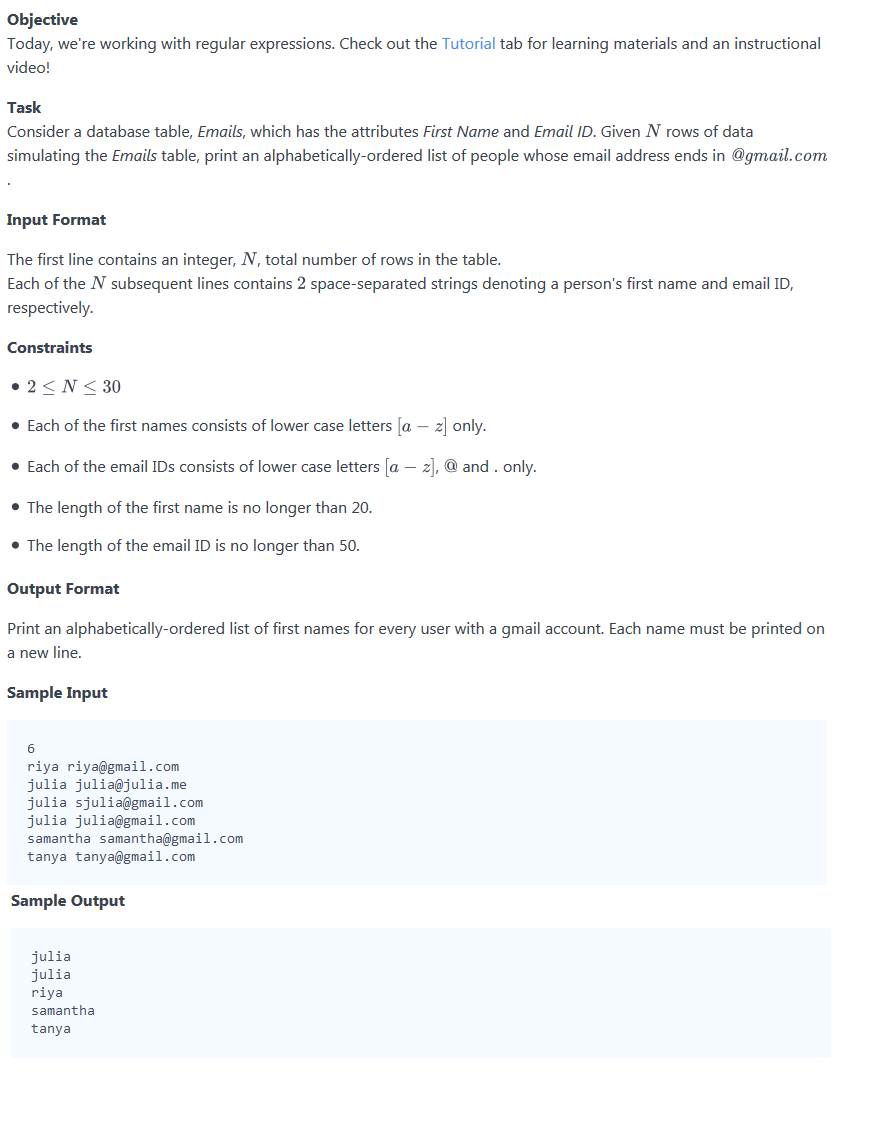 Objective
Today, we're working with regular expressions. Check out the Tutorial tab for learning materials and an instructional
video!
Task
Consider a database table, Emails, which has the attributes First Name and Email ID. Given N rows of data
simulating the Emails table, print an alphabetically-ordered list of people whose email address ends in @gmail.com
.
Input Format
The first line contains an integer, N, total number of rows in the table.
Each of the N subsequent lines contains 2 space-separated strings denoting a person's first name and email ID,
respectively.
Constraints
• 2 ≤ N ≤ 30
• Each of the first names consists of lower case letters [a − z] only.
• Each of the email IDs consists of lower case letters [a − z], @ and . only.
• The length of the first name is no longer than 20.
• The length of the email ID is no longer than 50.
Output Format
Print an alphabetically-ordered list of first names for every user with a gmail account. Each name must be printed on
a new line.
Sample Input
6
riya riya@gmail.com
julia julia@julia.me
julia sjulia@gmail.com
julia julia@gmail.com
samantha samantha@gmail.com
tanya tanya@gmail.com
Sample Output
julia
julia
riya
samantha
tanya